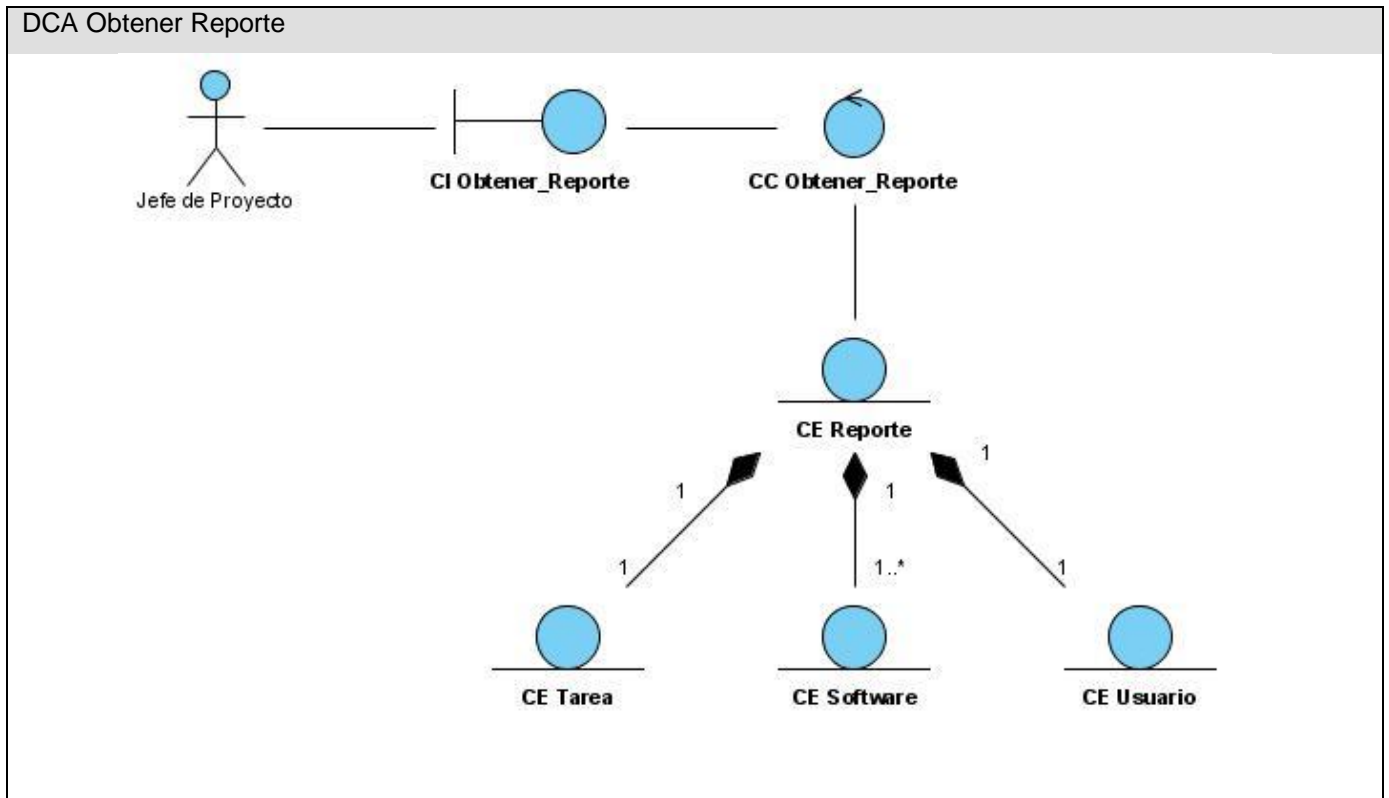 DCA Obtener Reporte
CI Obtener_Reporte
CC Obtener_Reporte
Jefe de Proyecto
CE Reporte
1
1
1
1
1..*
1
CE Tarea
CE Software
CE Usuario